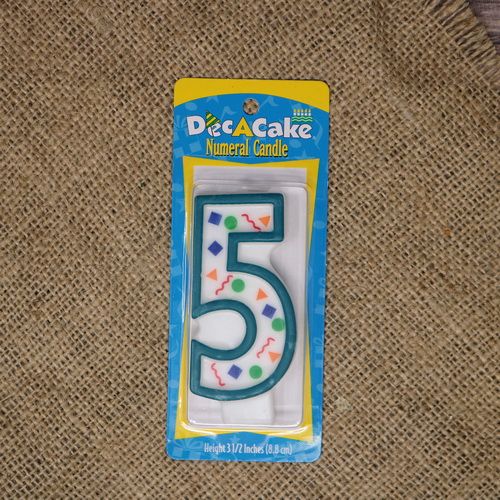 DecACake
Numeral Candle
5
Height 3 1/2 Inches (8.8 cm)